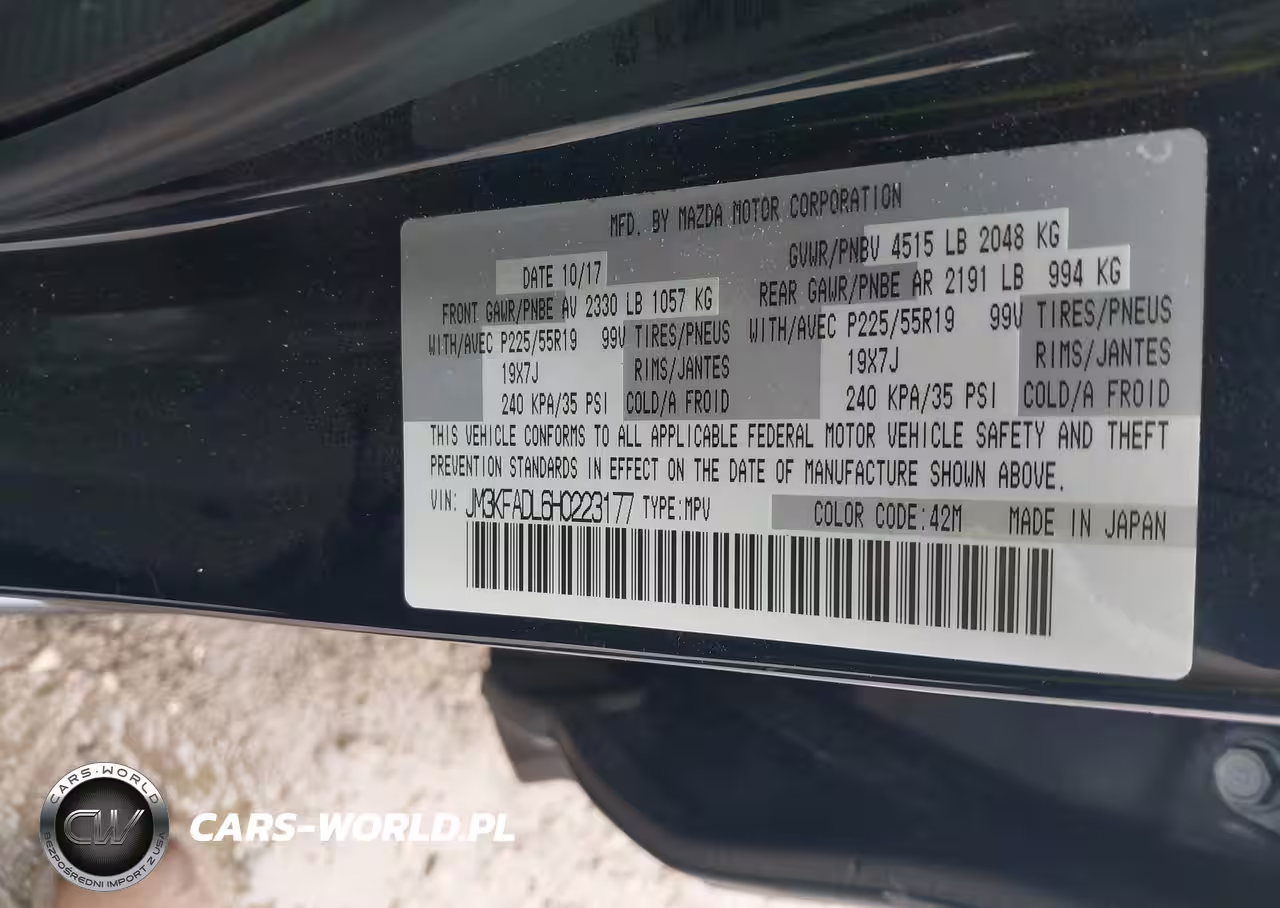 MFD. BY MAZDA MOTOR CORPORATION
DATE 10/17
GVWR/PNBV 4515 LB 2048 KG
FRONT GAWR/PNBE AV 2330 LB 1057 KG
REAR GAWR/PNBE AR 2191 LB 994 KG
WITH/AVEC P225/55R19 99V TIRES/PNEUS
WITH/AVEC P225/55R19 99V TIRES/PNEUS
19X7J RIMS/JANTES
19X7J RIMS/JANTES
240 KPA/35 PSI COLD/A FROID
240 KPA/35 PSI COLD/A FROID
THIS VEHICLE CONFORMS TO ALL APPLICABLE FEDERAL MOTOR VEHICLE SAFETY AND THEFT
PREVENTION STANDARDS IN EFFECT ON THE DATE OF MANUFACTURE SHOWN ABOVE.
VIN: JM3KFADL6H0223177 TYPE:MPV COLOR CODE:42M MADE IN JAPAN
CARS-WORLD
CW
BEZPOŚREDNI IMPORT Z USA
CARS-WORLD.PL